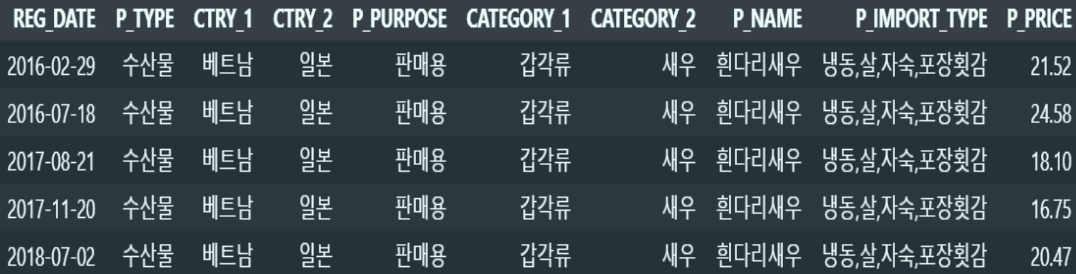 REG_DATE P_TYPE CTRY_1 CTRY_2 P_PURPOSE CATEGORY_1 CATEGORY_2 P_NAME P_IMPORT_TYPE P_PRICE
2016-02-29 수산물 베트남 일본 판매용 갑각류 새우 흰다리새우 냉동,살,자숙,포장횟감 21.52
2016-07-18 수산물 베트남 일본 판매용 갑각류 새우 흰다리새우 냉동,살,자숙,포장횟감 24.58
2017-08-21 수산물 베트남 일본 판매용 갑각류 새우 흰다리새우 냉동,살,자숙,포장횟감 18.10
2017-11-20 수산물 베트남 일본 판매용 갑각류 새우 흰다리새우 냉동,살,자숙,포장횟감 16.75
2018-07-02 수산물 베트남 일본 판매용 갑각류 새우 흰다리새우 냉동,살,자숙,포장횟감 20.47